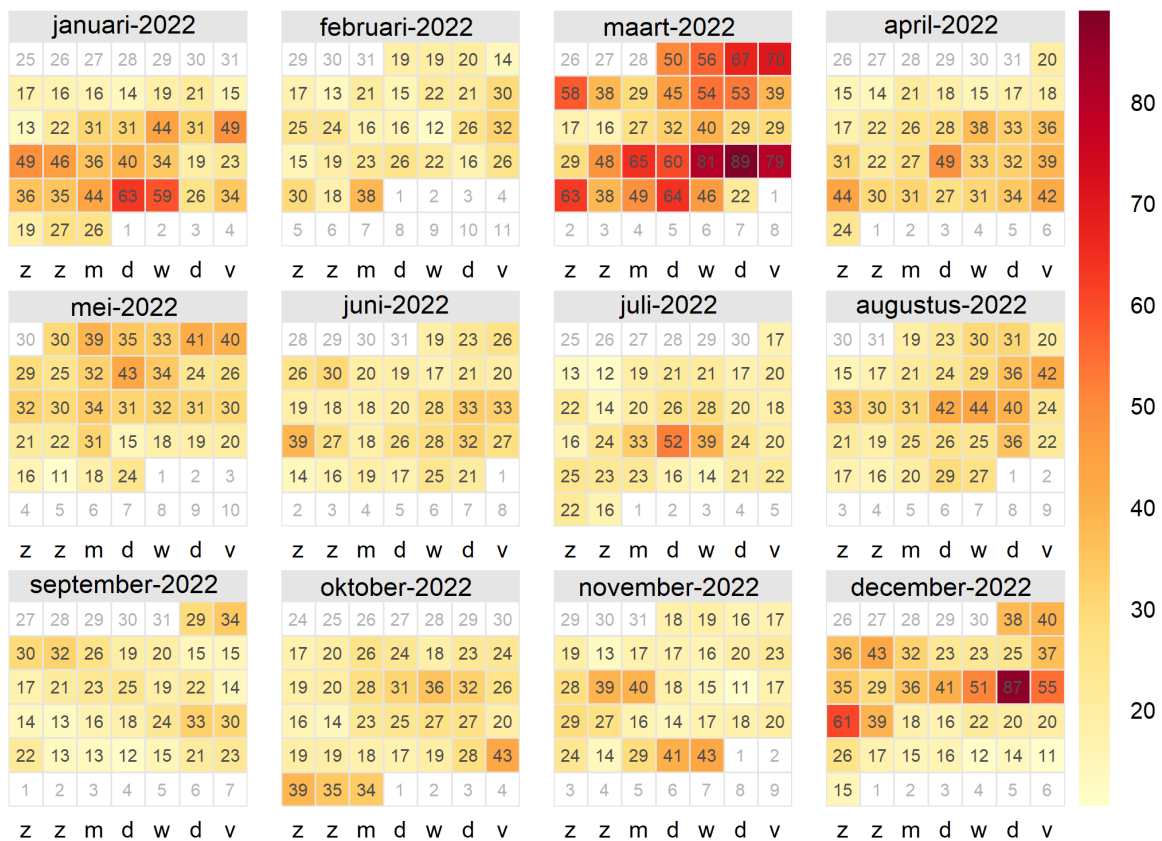 januari-2022 februari-2022 maart-2022 april-2022
25 26 27 28 29 30 31 29 30 31 19 19 20 14 26 27 28 50 56 67 70 26 27 28 29 30 31 20
17 16 16 14 19 21 15 17 13 21 15 22 21 30 58 38 29 45 54 53 39 15 14 21 18 15 17 18
80
13 22 31 31 44 31 49 25 24 16 16 12 26 32 17 16 27 32 40 29 29 17 22 26 28 38 33 36
49 46 36 40 34 19 23 15 19 23 26 22 16 26 29 48 65 60 81 89 79 31 22 27 49 33 32 39
36 35 44 63 59 26 34 30 18 38 1 2 3 4 63 38 49 64 46 22 1 44 30 31 27 31 34 42
70
19 27 26 1 2 3 4 5 6 7 8 9 10 11 2 3 4 5 6 7 8 24 1 2 3 4 5 6
z z m d w d v z z m d w d v z z m d w d v z z m d w d v
mei-2022 juni-2022 juli-2022 augustus-2022
60
30 30 39 35 33 41 40 28 29 30 31 19 23 26 25 26 27 28 29 30 17 30 31 19 23 30 31 20
29 25 32 43 34 24 26 26 30 20 19 17 21 20 13 12 19 21 21 17 20 15 17 21 24 29 36 42
32 30 34 31 32 31 30 19 18 18 20 28 33 33 22 14 20 26 28 20 18 33 30 31 42 44 40 24
50
21 22 31 15 18 19 20 39 27 18 26 28 32 27 16 24 33 52 39 24 20 21 19 25 26 25 36 22
16 11 18 24 1 2 3 14 16 19 17 25 21 1 25 23 23 16 14 21 22 17 16 20 29 27 1 2
4 5 6 7 8 9 10 2 3 4 5 6 7 8 22 16 1 2 3 4 5 3 4 5 6 7 8 9
40
z z m d w d v z z m d w d v z z m d w d v z z m d w d v
september-2022 oktober-2022 november-2022 december-2022
27 28 29 30 31 29 34 24 25 26 27 28 29 30 29 30 31 18 19 16 17 26 27 28 29 30 38 40
30
30 32 26 19 20 15 15 17 20 26 24 18 23 24 19 13 17 17 16 20 23 36 43 32 23 23 25 37
17 21 23 25 19 22 14 19 20 28 31 36 32 26 28 39 40 18 15 11 17 35 29 36 41 51 87 55
20
14 13 16 18 24 33 30 16 14 23 25 27 27 20 29 27 16 14 17 18 20 61 39 18 16 22 20 20
22 13 13 12 15 21 23 19 19 18 17 19 28 43 24 14 29 41 43 1 2 26 17 15 16 12 14 11
1 2 3 4 5 6 7 39 35 34 1 2 3 4 3 4 5 6 7 8 9 15 1 2 3 4 5 6
z z m d w d v z z m d w d v z z m d w d v z z m d w d v